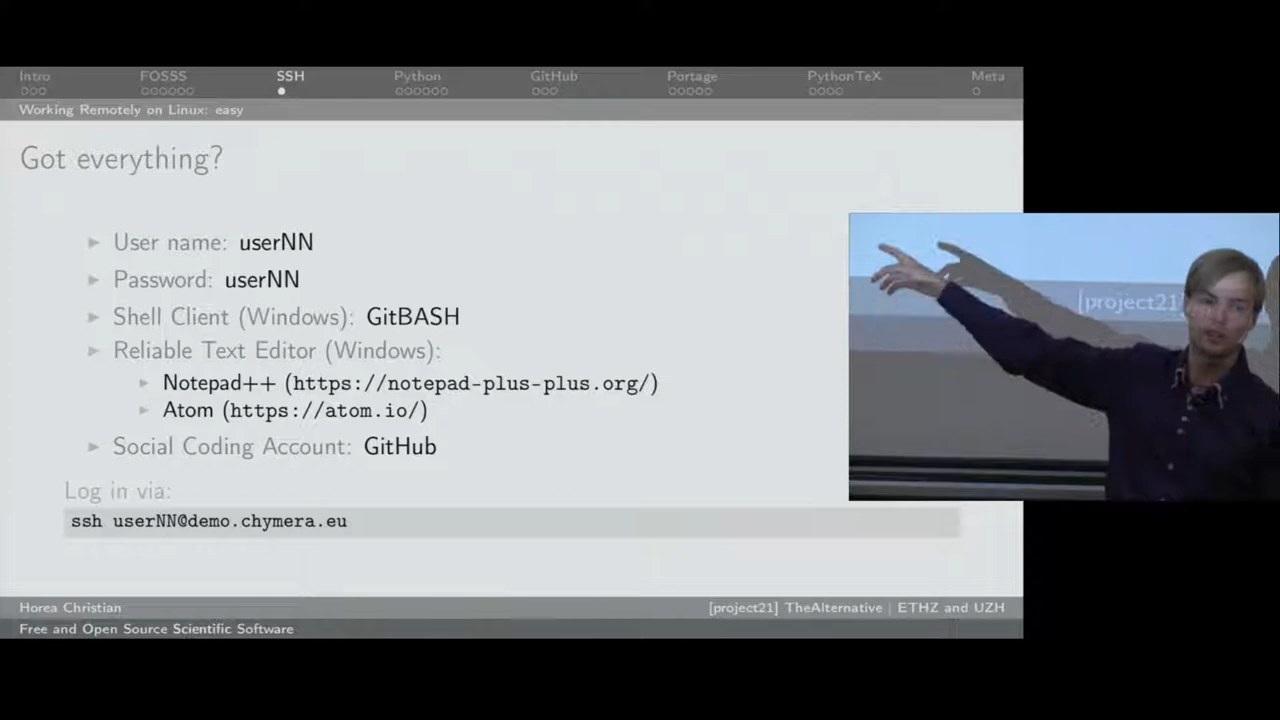 Intro FOSSS SSH Python GitHub Portage PythonTeX Meta
Working Remotely on Linux: easy
Got everything?
User name: userNN
Password: userNN
Shell Client (Windows): GitBASH
Reliable Text Editor (Windows):
Notepad++ (https://notepad-plus-plus.org/)
Atom (https://atom.io/)
Social Coding Account: GitHub
Log in via:
ssh userNN@demo.chymera.eu
[project21]
Horea Christian [project21] TheAlternative | ETHZ and UZH
Free and Open Source Scientific Software